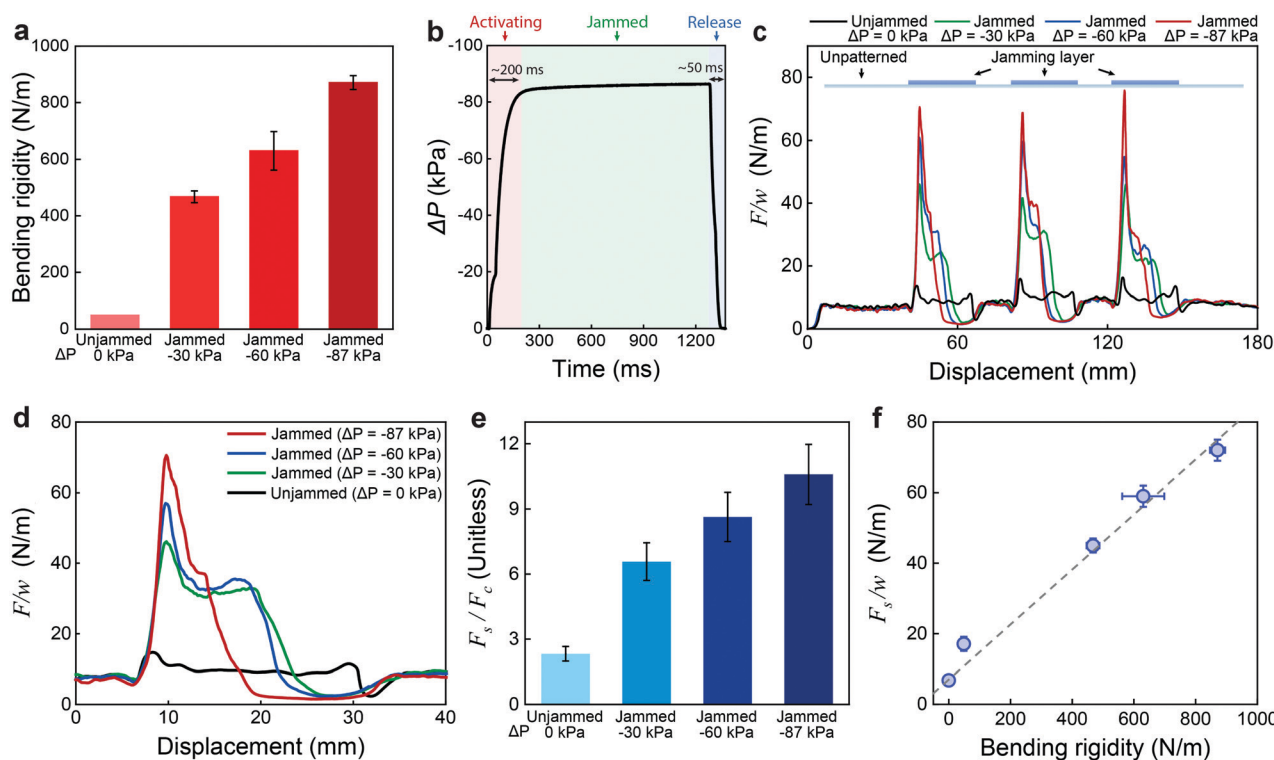 a
Bending rigidity (N/m)
1000
800
600
400
200
0
ΔP
Unjammed
0 kPa
Jammed
-30 kPa
Jammed
-60 kPa
Jammed
-87 kPa
b
Activating
Jammed
Release
~200 ms
~50 ms
ΔP (kPa)
-100
-80
-60
-40
-20
0
0
300
600
900
1200
Time (ms)
c
Unjammed
ΔP = 0 kPa
Jammed
ΔP = -30 kPa
Jammed
ΔP = -60 kPa
Jammed
ΔP = -87 kPa
Unpatterned
Jamming layer
F/w (N/m)
80
60
40
20
0
0
60
120
180
Displacement (mm)
d
Jammed (ΔP = -87 kPa)
Jammed (ΔP = -60 kPa)
Jammed (ΔP = -30 kPa)
Unjammed (ΔP = 0 kPa)
F/w (N/m)
80
60
40
20
0
0
10
20
30
40
Displacement (mm)
e
Fs / Fc (Unitless)
12
9
6
3
0
ΔP
Unjammed
0 kPa
Jammed
-30 kPa
Jammed
-60 kPa
Jammed
-87 kPa
f
Fs/w (N/m)
80
60
40
20
0
0
200
400
600
800
1000
Bending rigidity (N/m)